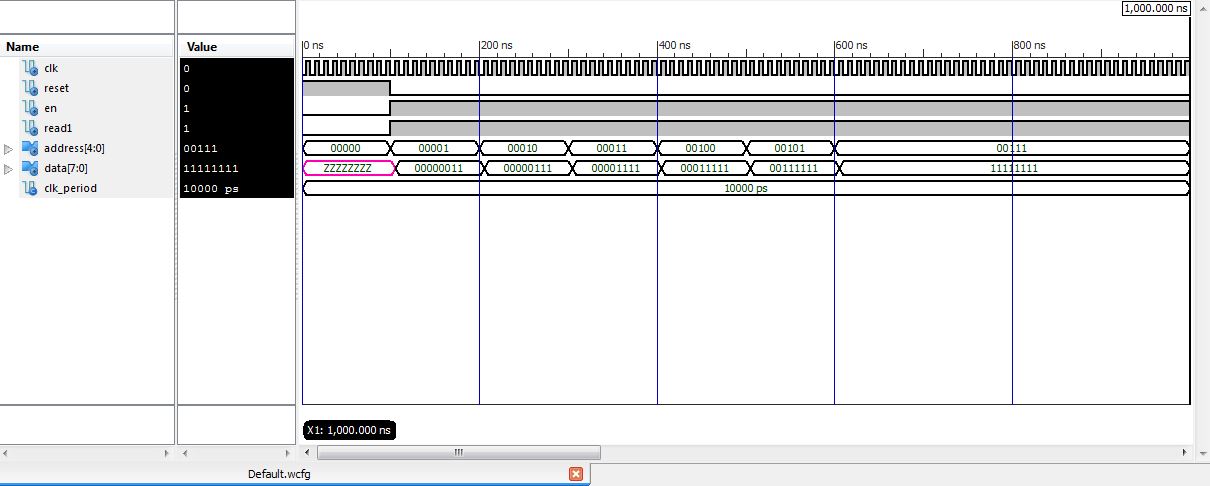 1,000.000 ns
Name Value 0 ns 200 ns 400 ns 600 ns 800 ns
clk 0
reset 0
en 1
read1 1
address[4:0] 00111 00000 00001 00010 00011 00100 00101 00111
data[7:0] 11111111 ZZZZZZZZ 00000011 00000111 00001111 00011111 00111111 11111111
clk_period 10000 ps 10000 ps
X1: 1,000.000 ns
Default.wcfg